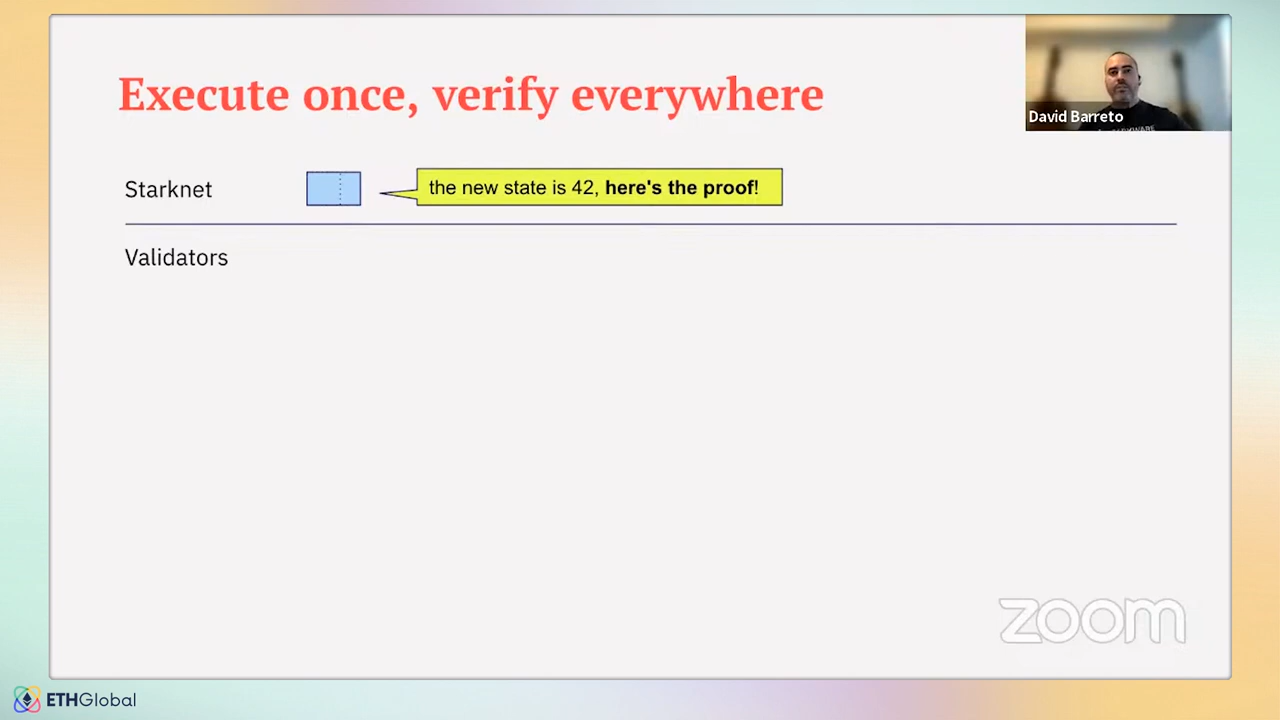 Execute once, verify everywhere
David Barreto
Starknet
the new state is 42, here's the proof!
Validators
zoom
ETHGlobal